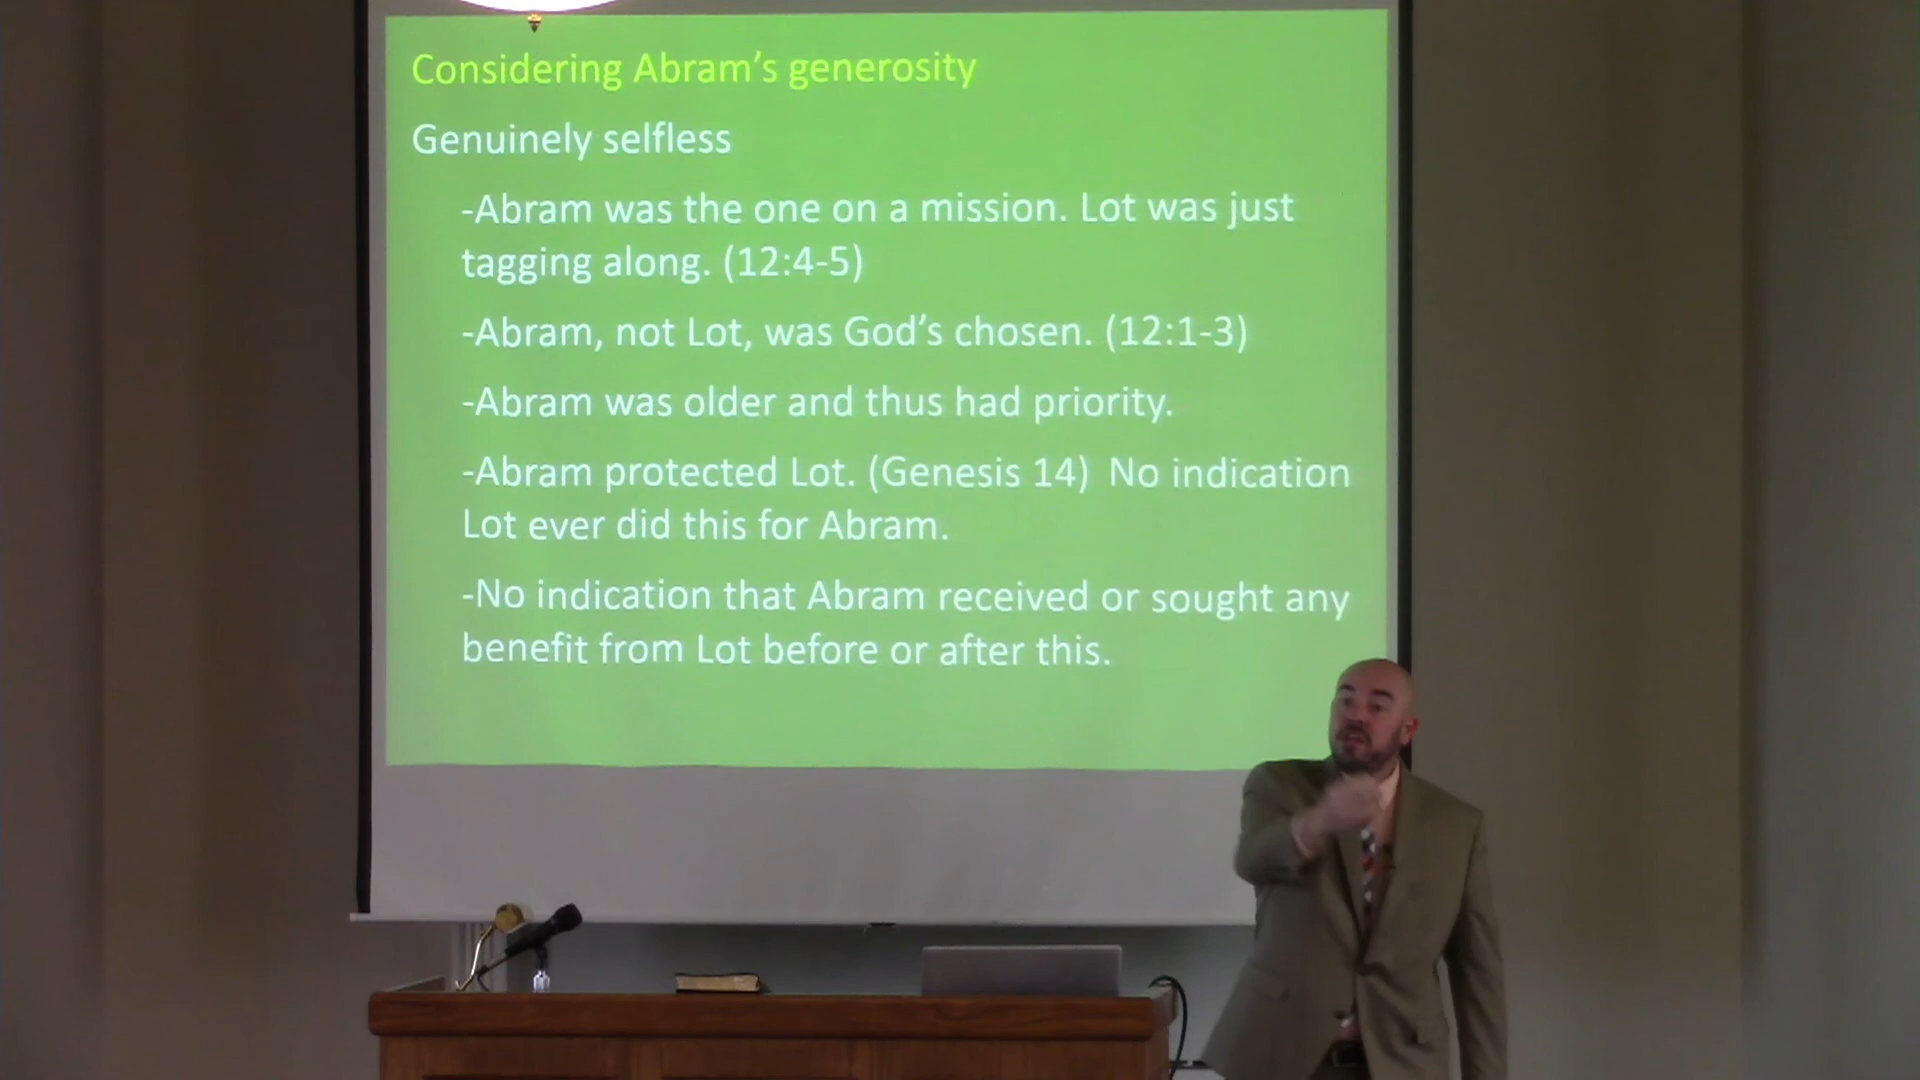 Considering Abram’s generosity
Genuinely selfless
-Abram was the one on a mission. Lot was just
tagging along. (12:4-5)
-Abram, not Lot, was God’s chosen. (12:1-3)
-Abram was older and thus had priority.
-Abram protected Lot. (Genesis 14)  No indication
Lot ever did this for Abram.
-No indication that Abram received or sought any
benefit from Lot before or after this.